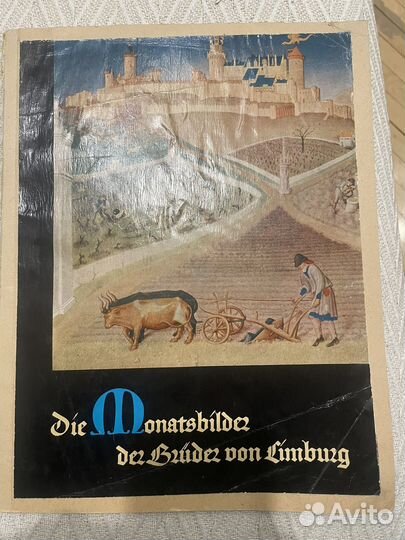 Die Monatsbilder
der Brüder von Limburg
Avito